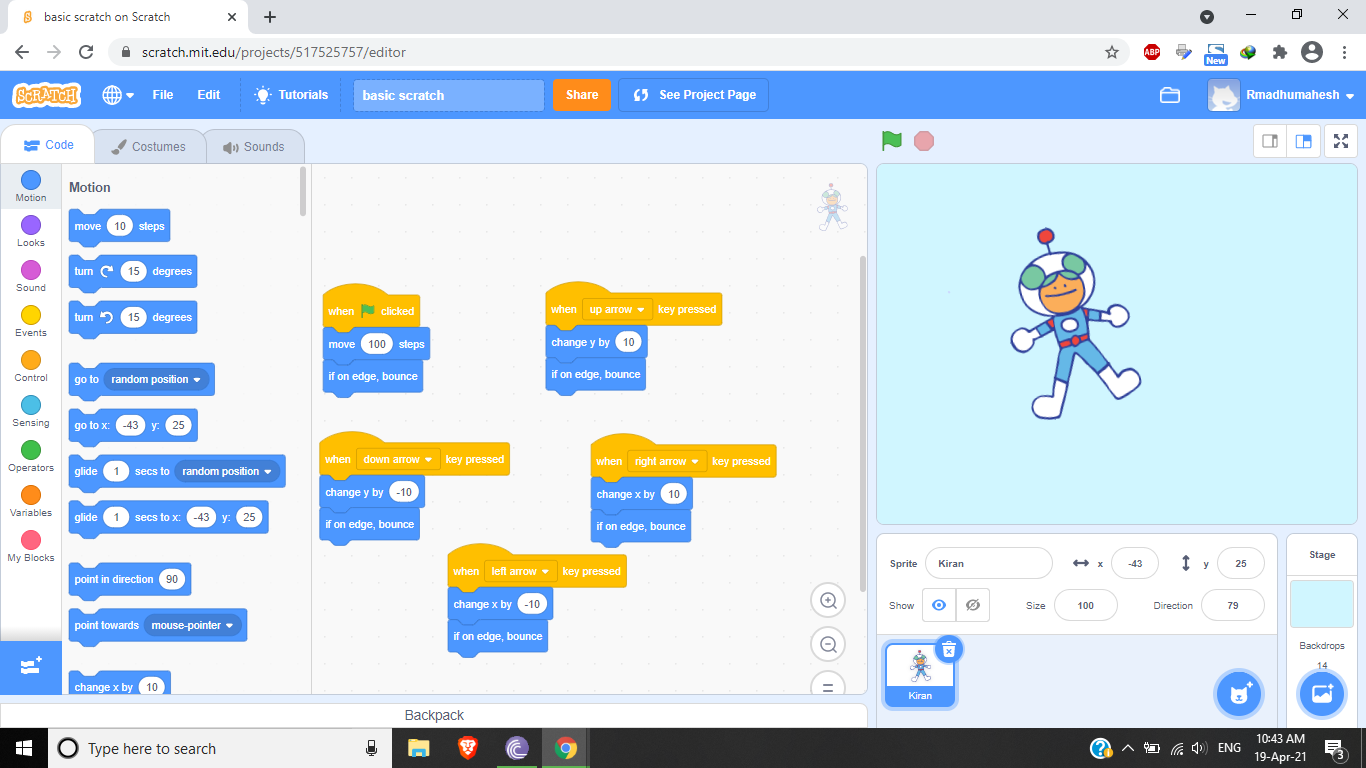 basic scratch on Scratch
scratch.mit.edu/projects/517525757/editor
ABP
New
SCRATCH
File
Edit
Tutorials
basic scratch
Share
See Project Page
Rmadhumahesh
Code
Costumes
Sounds
Motion
Looks
Sound
Events
Control
Sensing
Operators
Variables
My Blocks
Motion
move 10 steps
turn 15 degrees
turn 15 degrees
go to random position
go to x: -43 y: 25
glide 1 secs to random position
glide 1 secs to x: -43 y: 25
point in direction 90
point towards mouse-pointer
change x by 10
when clicked
move 100 steps
if on edge, bounce
when up arrow key pressed
change y by 10
if on edge, bounce
when down arrow key pressed
change y by -10
if on edge, bounce
when right arrow key pressed
change x by 10
if on edge, bounce
when left arrow key pressed
change x by -10
if on edge, bounce
Backpack
Sprite Kiran x -43 y 25
Show Size 100 Direction 79
Kiran
Stage
Backdrops
14
Type here to search
ENG
10:43 AM
19-Apr-21
3